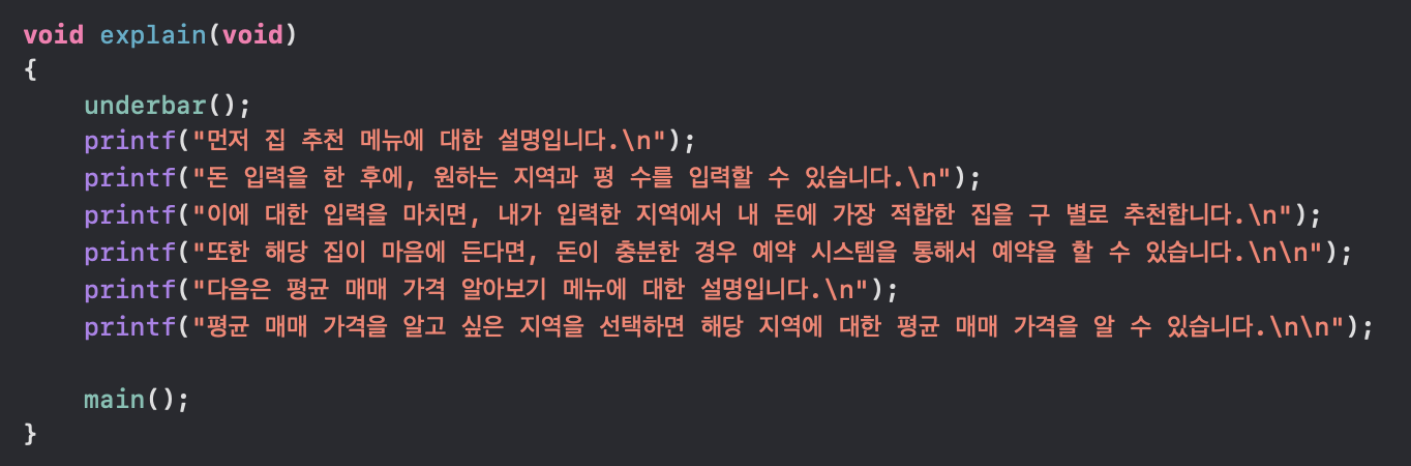 void explain(void)
{
    underbar();
    printf("먼저 집 추천 메뉴에 대한 설명입니다.\n");
    printf("돈 입력을 한 후에, 원하는 지역과 평 수를 입력할 수 있습니다.\n");
    printf("이에 대한 입력을 마치면, 내가 입력한 지역에서 내 돈에 가장 적합한 집을 구 별로 추천합니다.\n");
    printf("또한 해당 집이 마음에 든다면, 돈이 충분한 경우 예약 시스템을 통해서 예약을 할 수 있습니다.\n\n");
    printf("다음은 평균 매매 가격 알아보기 메뉴에 대한 설명입니다.\n");
    printf("평균 매매 가격을 알고 싶은 지역을 선택하면 해당 지역에 대한 평균 매매 가격을 알 수 있습니다.\n\n");
    main();
}